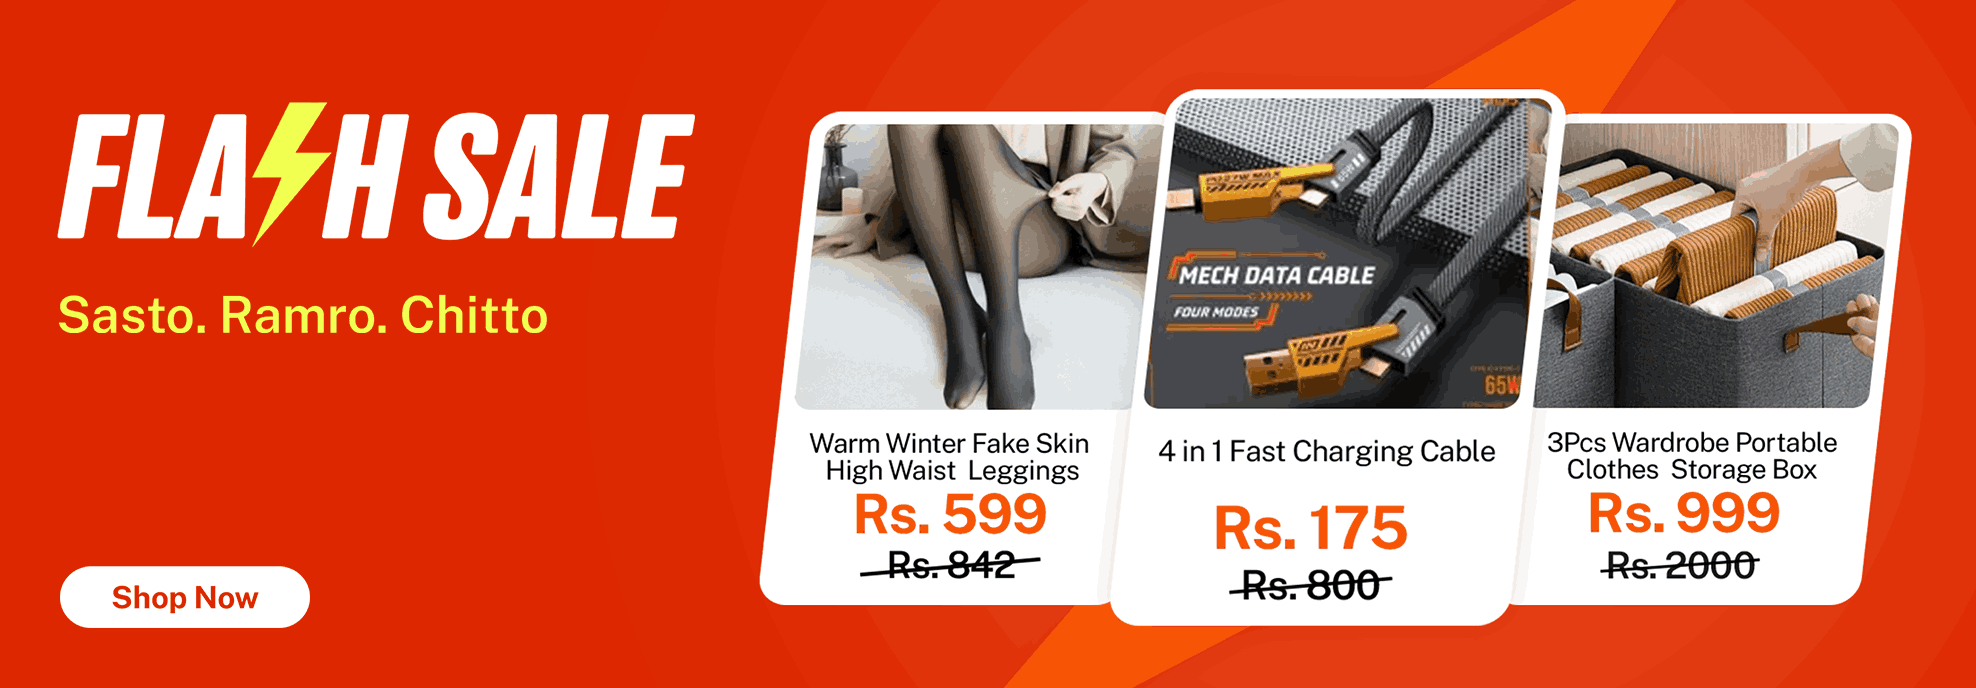 FLASH SALE
Sasto. Ramro. Chitto
Shop Now
Warm Winter Fake Skin
High Waist Leggings
Rs. 599
Rs. 842
MECH DATA CABLE
FOUR MODES
65W
4 in 1 Fast Charging Cable
Rs. 175
Rs. 800
3Pcs Wardrobe Portable
Clothes Storage Box
Rs. 999
Rs. 2000